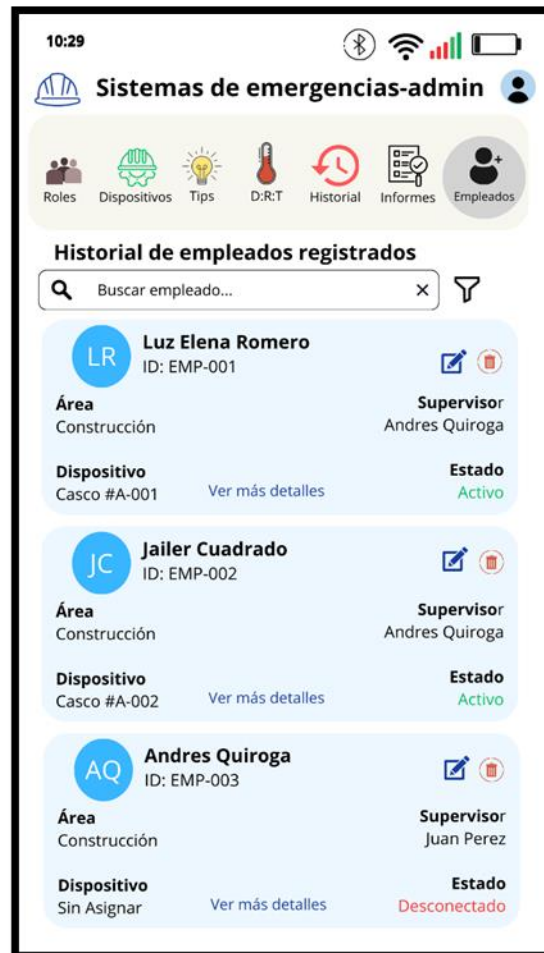 10:29
Sistemas de emergencias-admin
Roles
Dispositivos
Tips
D:R:T
Historial
Informes
Empleados
Historial de empleados registrados
Buscar empleado...
LR
Luz Elena Romero
ID: EMP-001
Área
Supervisor
Construcción
Andres Quiroga
Dispositivo
Estado
Casco #A-001
Ver más detalles
Activo
JC
Jailer Cuadrado
ID: EMP-002
Área
Supervisor
Construcción
Andres Quiroga
Dispositivo
Estado
Casco #A-002
Ver más detalles
Activo
AQ
Andres Quiroga
ID: EMP-003
Área
Supervisor
Construcción
Juan Perez
Dispositivo
Estado
Sin Asignar
Ver más detalles
Desconectado